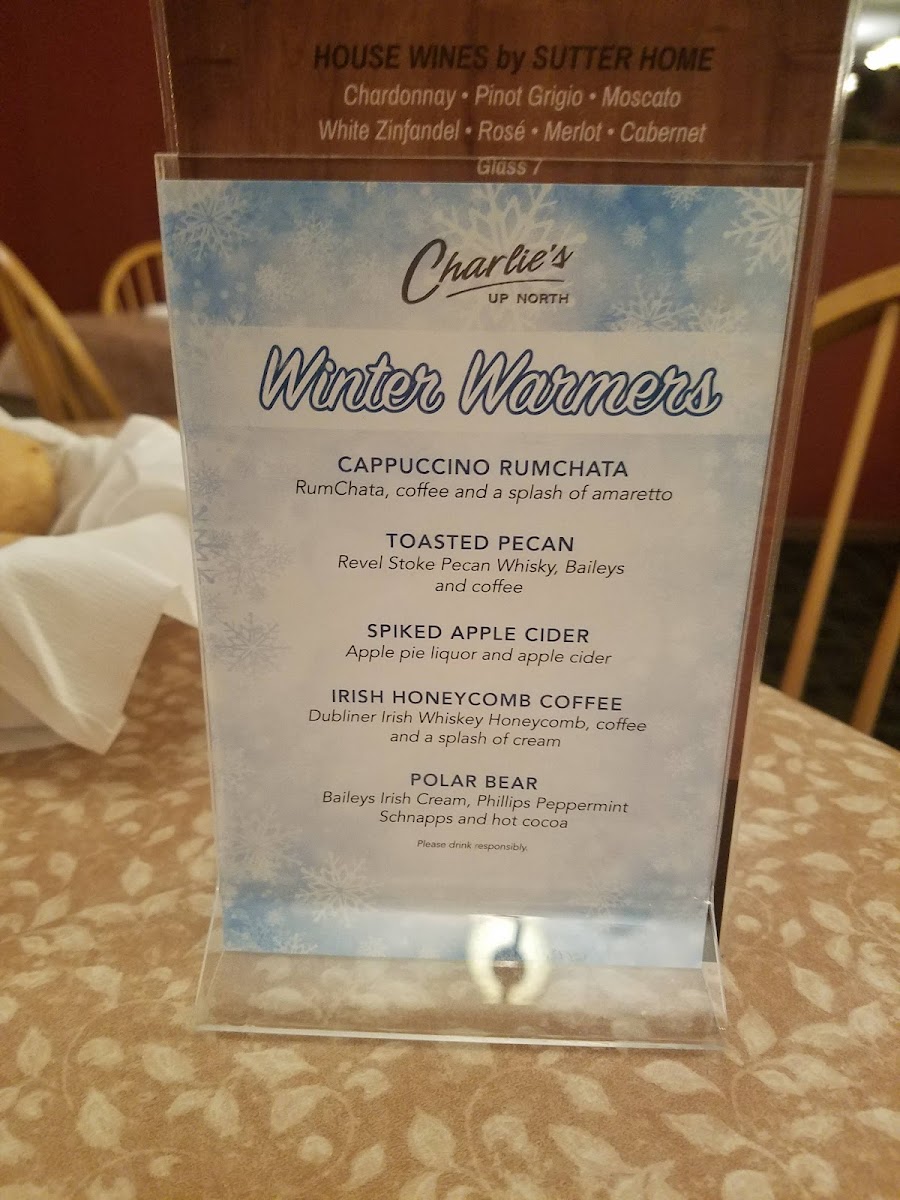 HOUSE WINES by SUTTER HOME
Chardonnay • Pinot Grigio • Moscato
White Zinfandel • Rosé • Merlot • Cabernet
Glass 7
Charlie's
UP NORTH
Winter Warmers
CAPPUCCINO RUMCHATA
RumChata, coffee and a splash of amaretto
TOASTED PECAN
Revel Stoke Pecan Whisky, Baileys
and coffee
SPIKED APPLE CIDER
Apple pie liquor and apple cider
IRISH HONEYCOMB COFFEE
Dubliner Irish Whiskey Honeycomb, coffee
and a splash of cream
POLAR BEAR
Baileys Irish Cream, Phillips Peppermint
Schnapps and hot cocoa
Please drink responsibly.